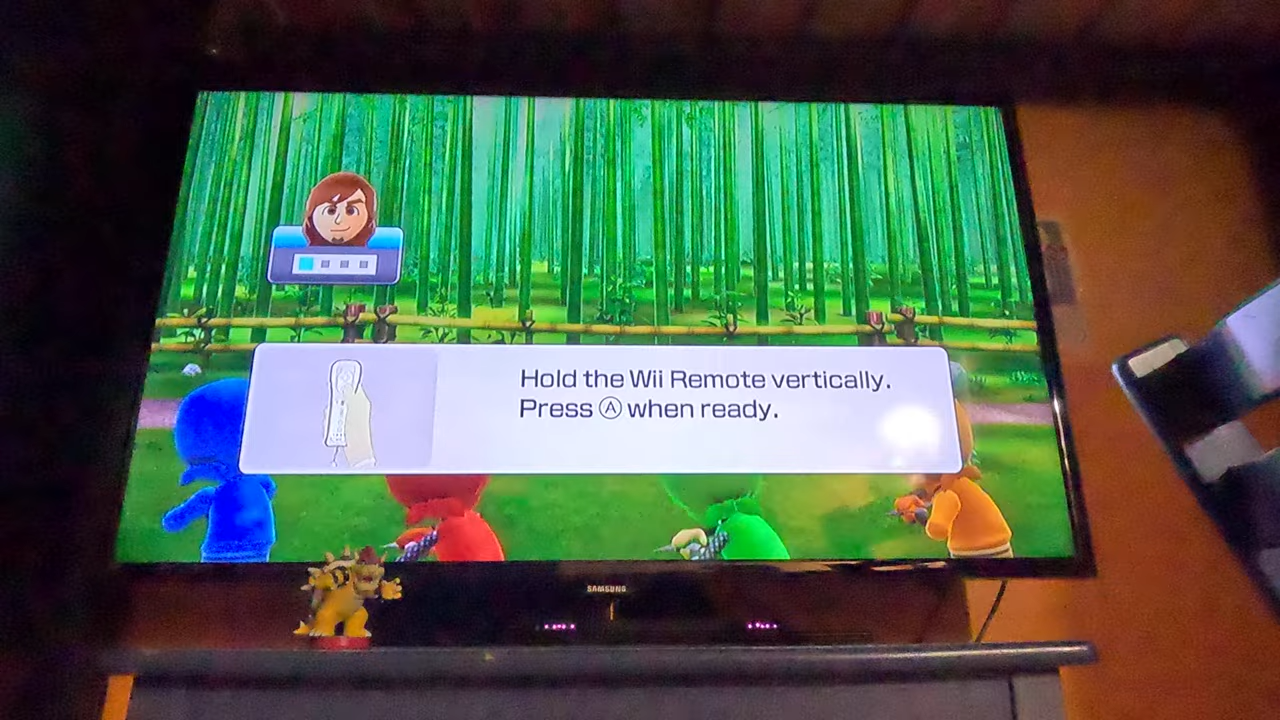 Hold the Wii Remote vertically.
Press Ⓐ when ready.
SAMSUNG